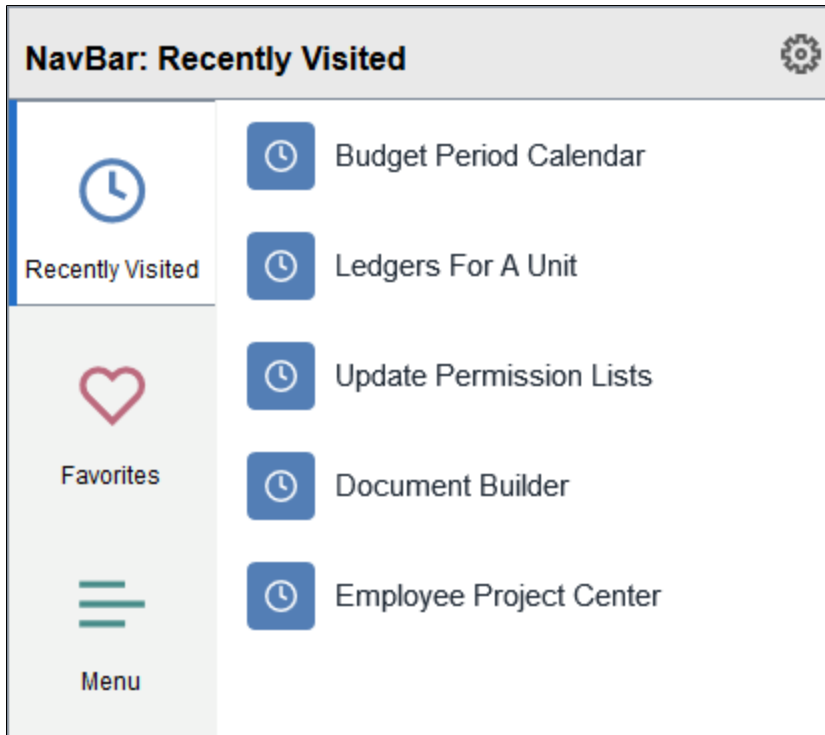 NavBar: Recently Visited
Recently Visited
Favorites
Menu
Budget Period Calendar
Ledgers For A Unit
Update Permission Lists
Document Builder
Employee Project Center